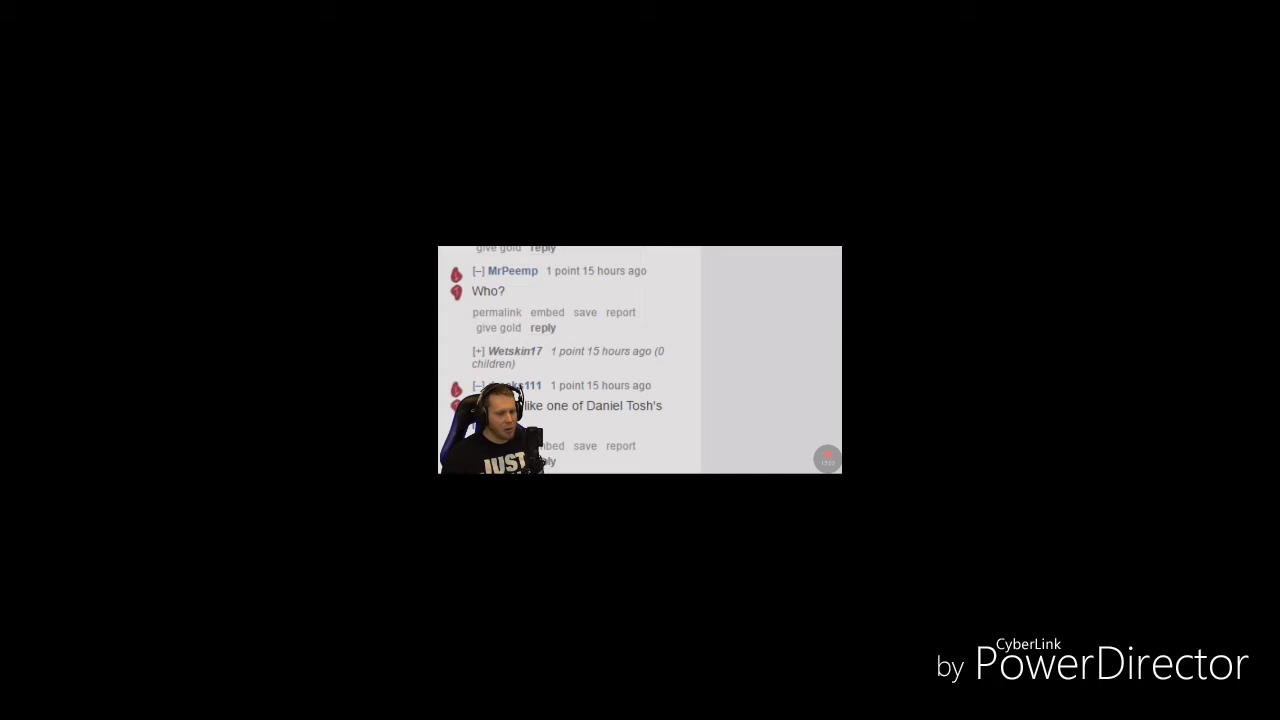 give gold reply
[–] MrPeemp 1 point 15 hours ago
Who?
permalink embed save report
give gold reply
[+] Wetskin17 1 point 15 hours ago (0
children)
1 point 15 hours ago
like one of Daniel Tosh's
save report
JUST
CyberLink
by PowerDirector